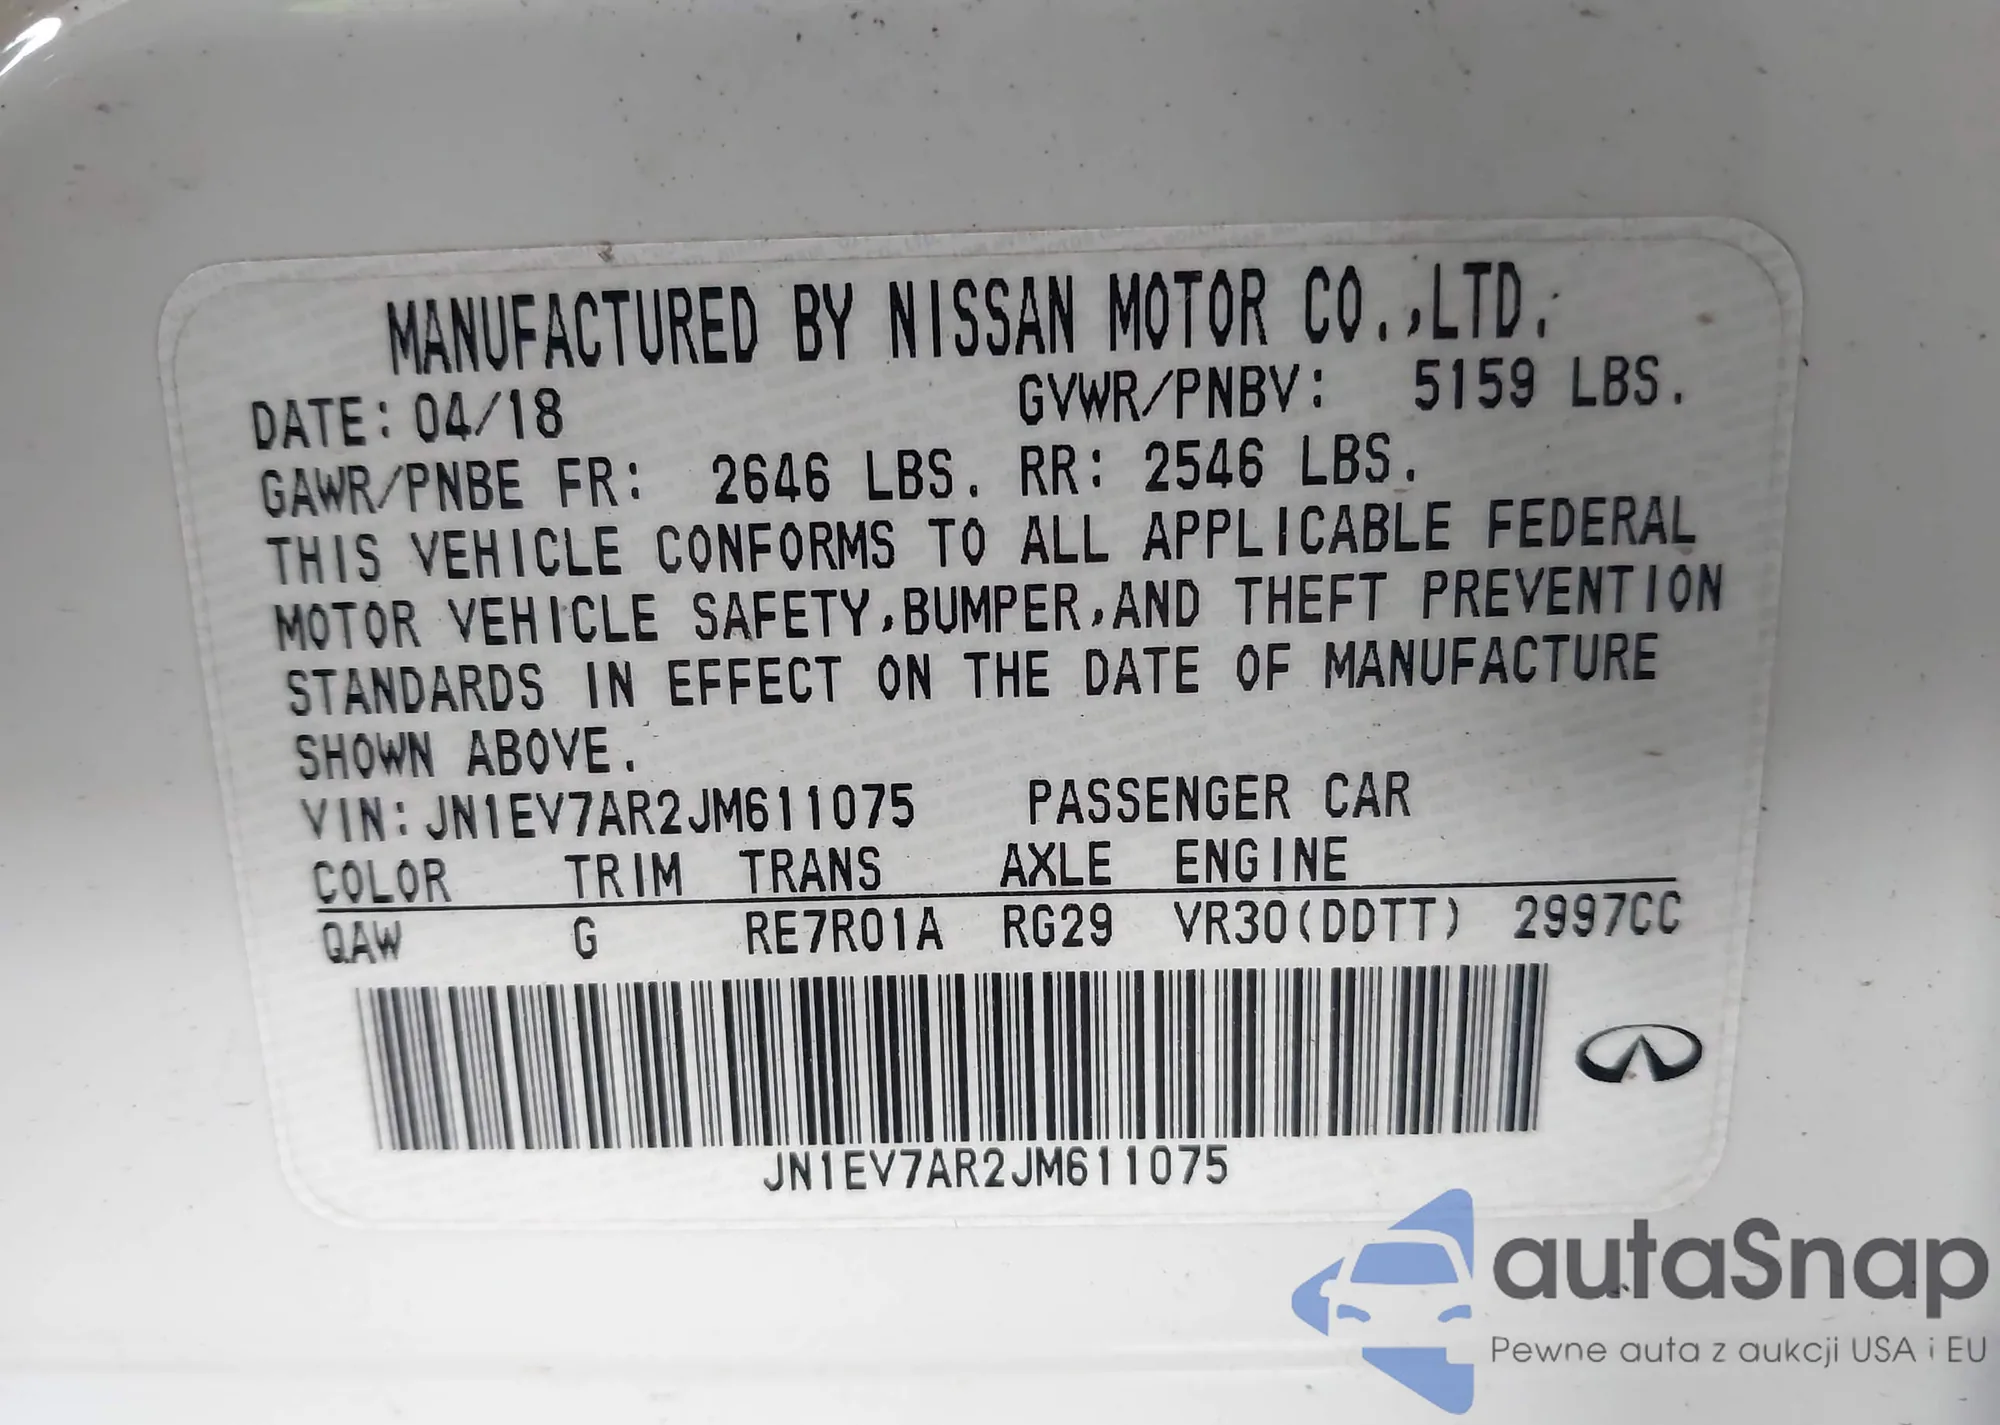 MANUFACTURED BY NISSAN MOTOR CO.,LTD.
DATE: 04/18 GVWR/PNBV: 5159 LBS.
GAWR/PNBE FR: 2646 LBS. RR: 2546 LBS.
THIS VEHICLE CONFORMS TO ALL APPLICABLE FEDERAL
MOTOR VEHICLE SAFETY,BUMPER,AND THEFT PREVENTION
STANDARDS IN EFFECT ON THE DATE OF MANUFACTURE
SHOWN ABOVE.
VIN: JN1EV7AR2JM611075 PASSENGER CAR
COLOR TRIM TRANS AXLE ENGINE
QAW G RE7R01A RG29 VR30(DDTT) 2997CC
JN1EV7AR2JM611075
autaSnap
Pewne auta z aukcji USA i EU